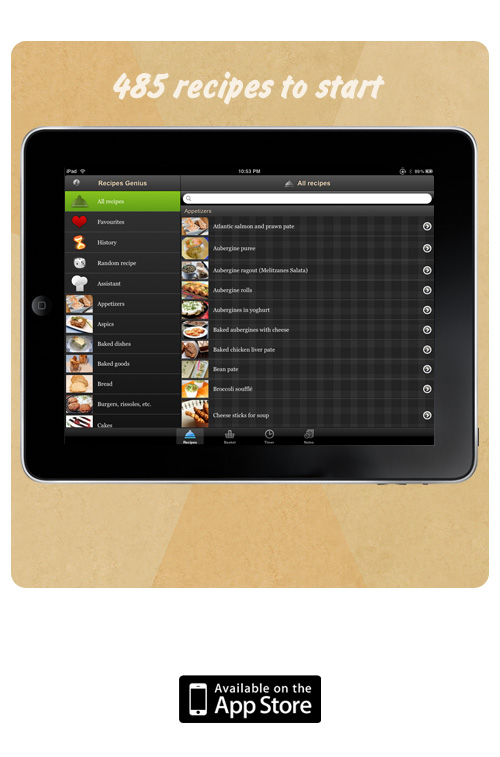 485 recipes to start
iPad
10:53 PM
89%
Recipes Genius
All recipes
All recipes
Favourites
History
Random recipe
Assistant
Appetizers
Aspics
Baked dishes
Baked goods
Bread
Burgers, rissoles, etc.
Cakes
Appetizers
Atlantic salmon and prawn pate
Aubergine puree
Aubergine ragout (Melitzanes Salata)
Aubergine rolls
Aubergines in yoghurt
Baked aubergines with cheese
Baked chicken liver pate
Bean pate
Broccoli soufflé
Cheese sticks for soup
Recipes
Basket
Timer
Notes
Available on the
App Store